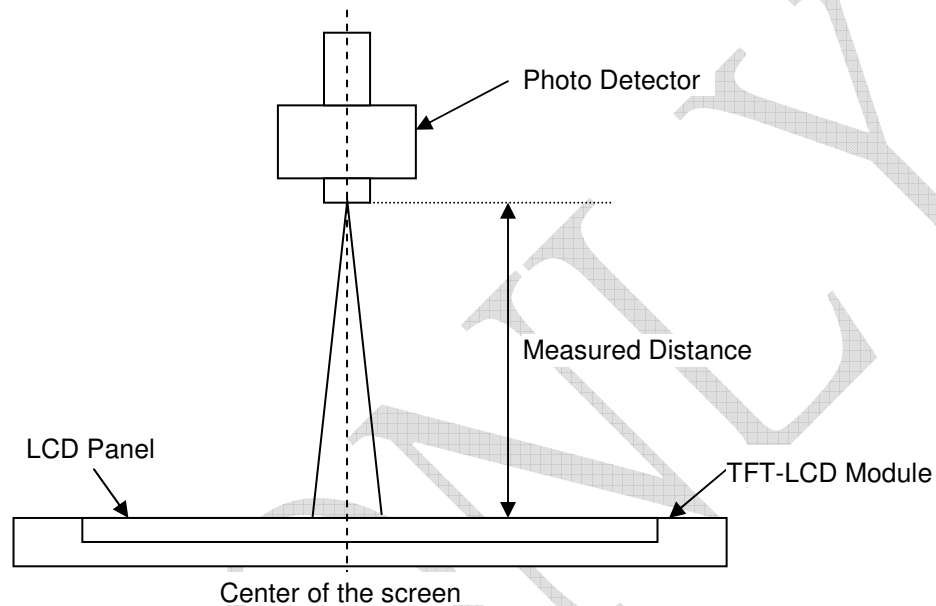 Photo Detector
Measured Distance
LCD Panel
TFT-LCD Module
Center of the screen